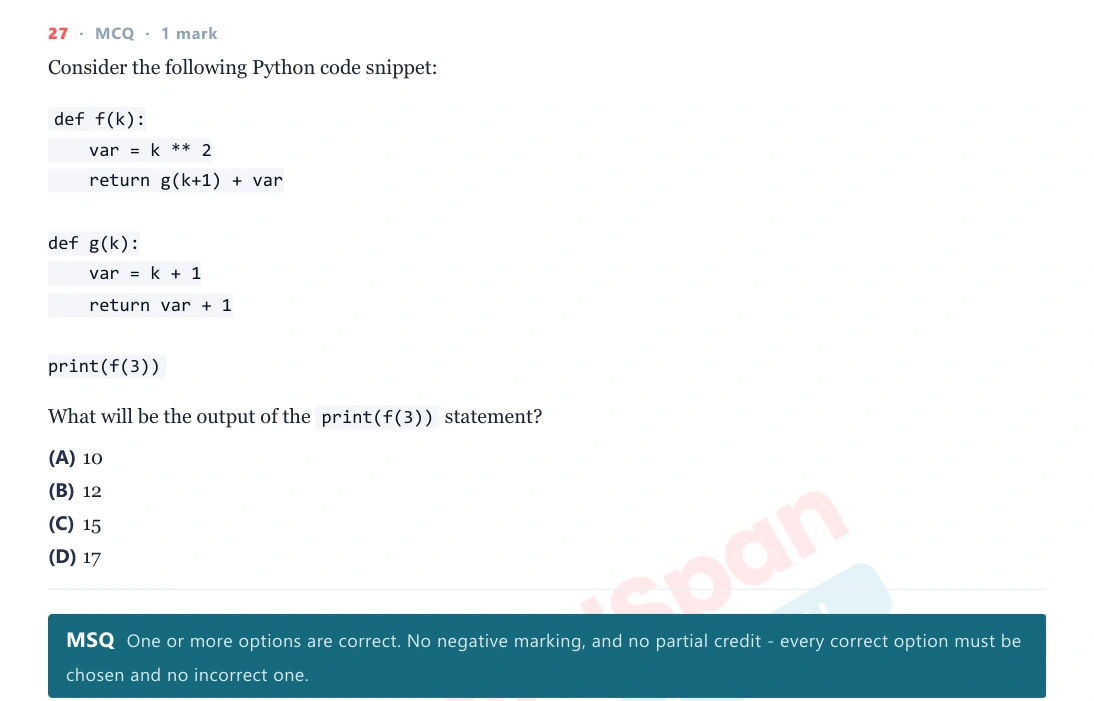 27 · MCQ · 1 mark
Consider the following Python code snippet:
def f(k):
    var = k ** 2
    return g(k+1) + var
def g(k):
    var = k + 1
    return var + 1
print(f(3))
What will be the output of the print(f(3)) statement?
(A) 10
(B) 12
(C) 15
(D) 17
MSQ One or more options are correct. No negative marking, and no partial credit - every correct option must be
chosen and no incorrect one.